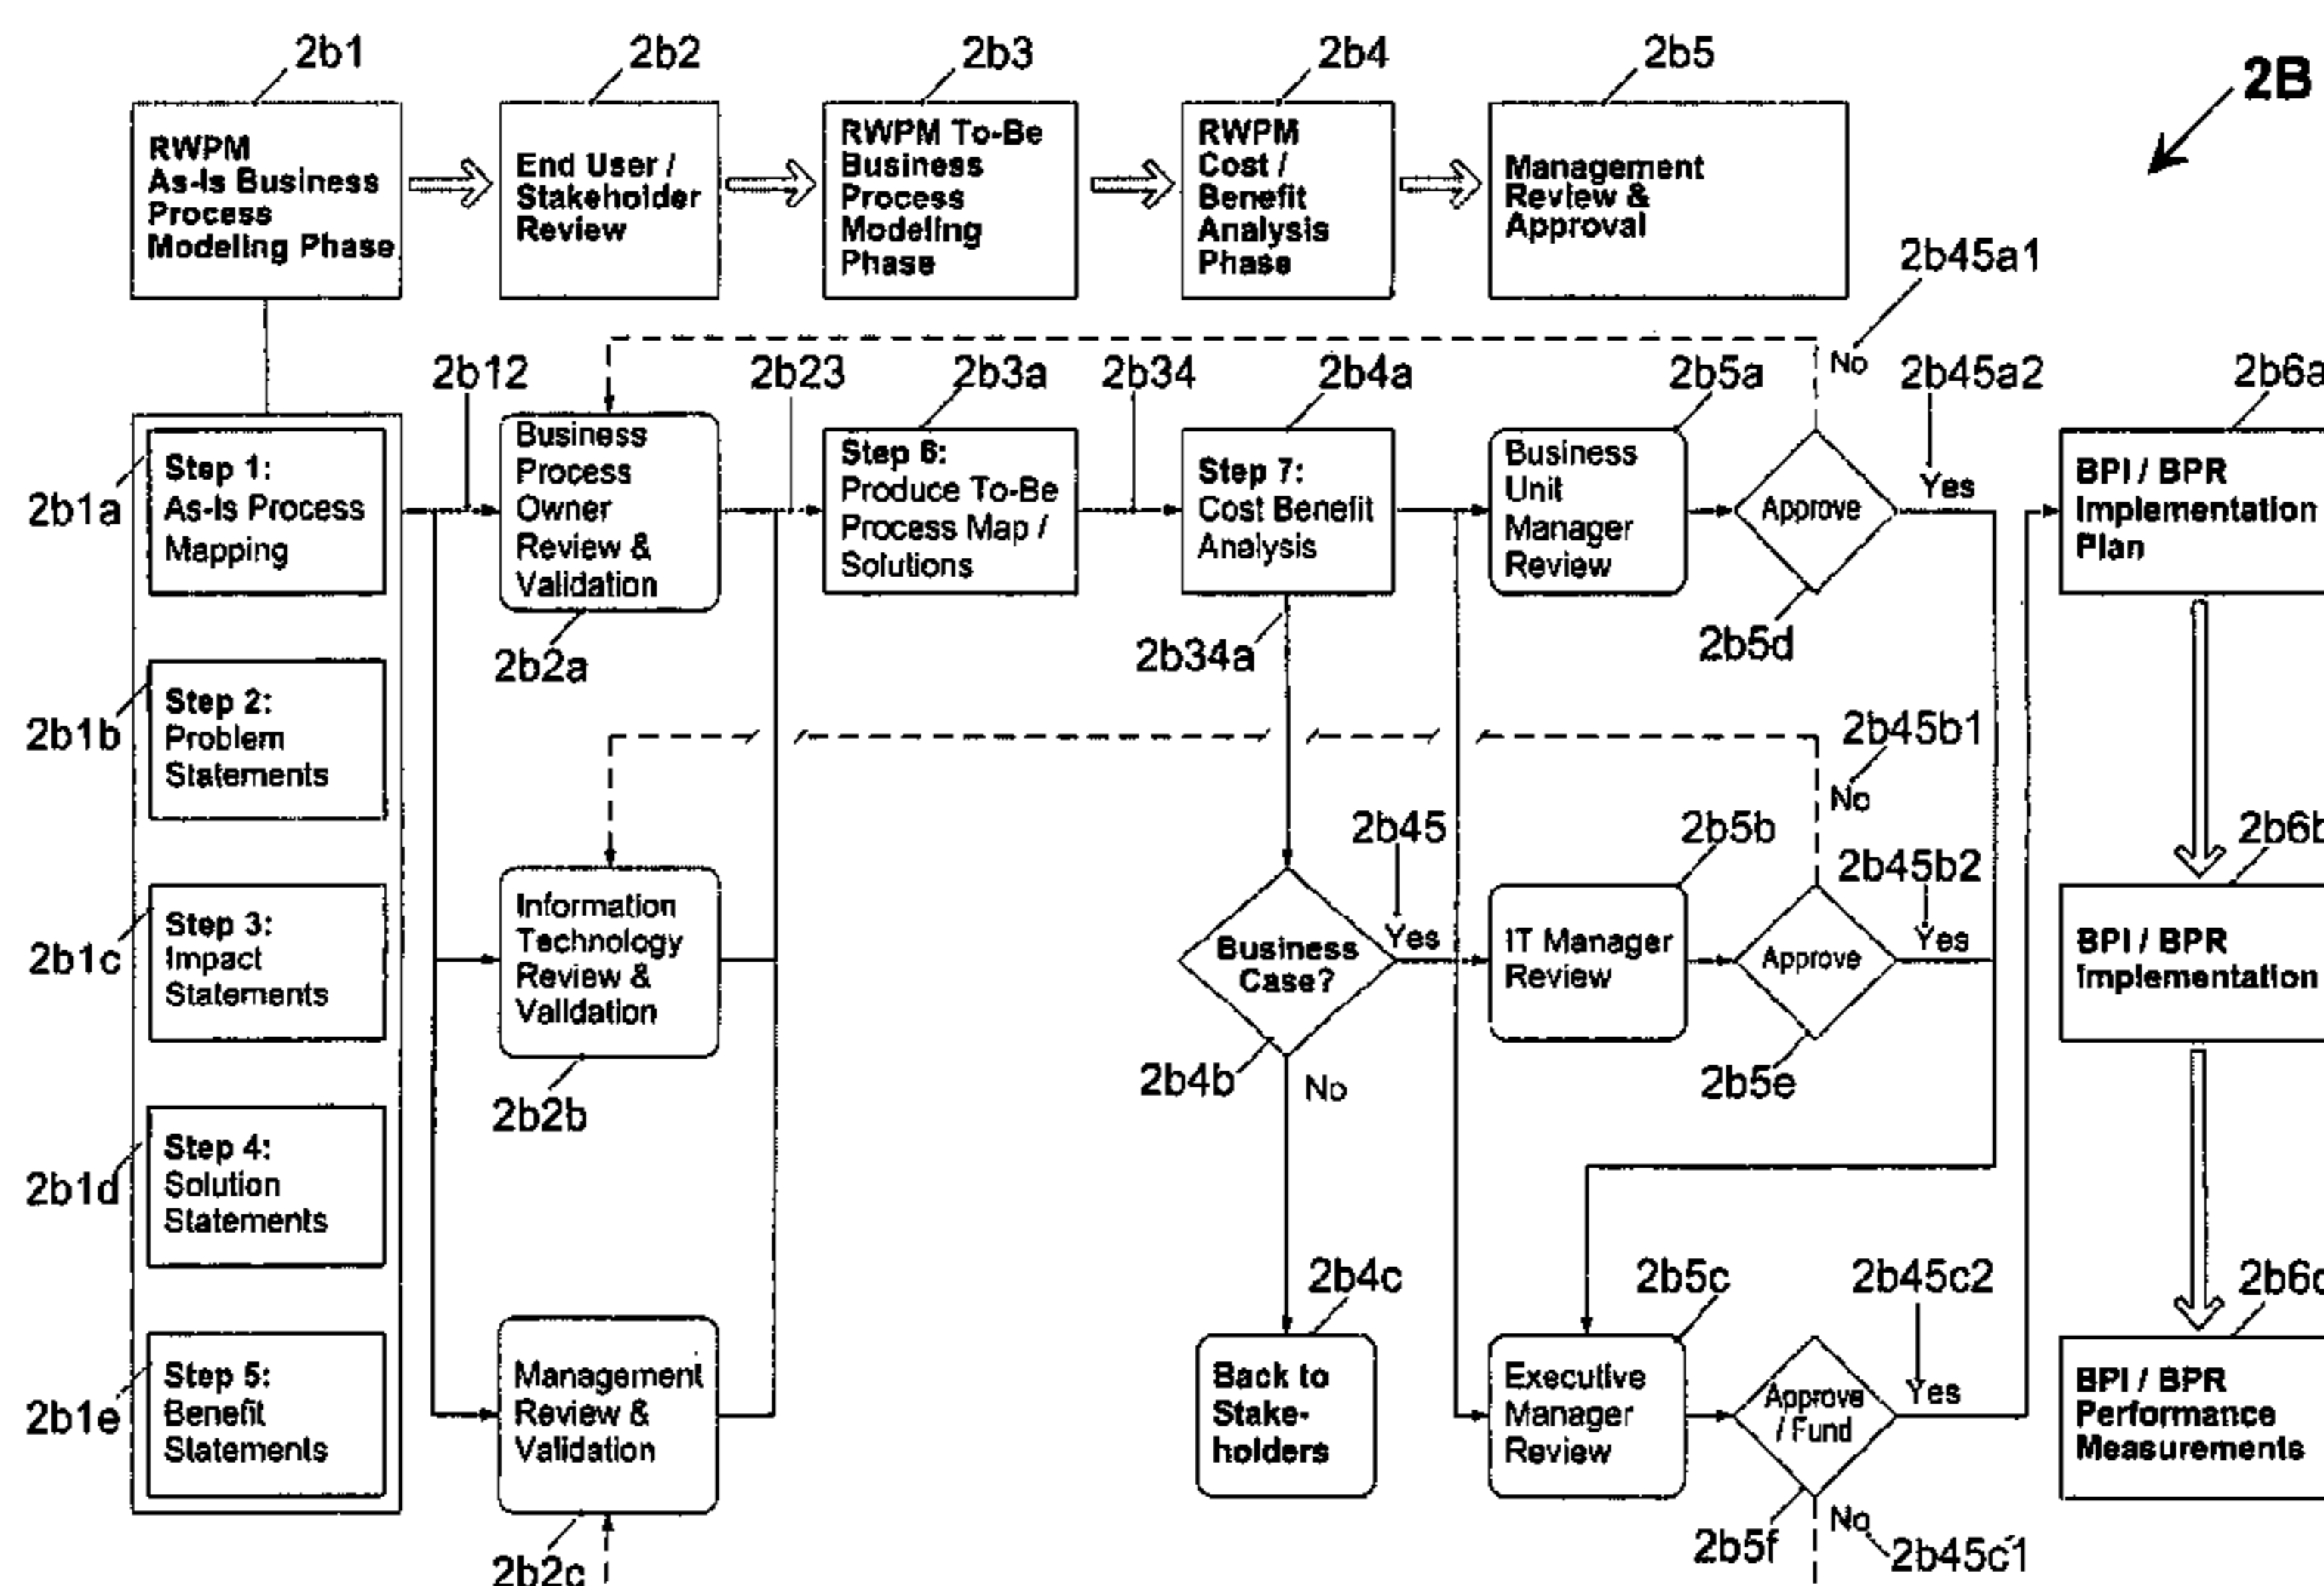 2b1
2b2
2b3
2b4
2b5
2B
RWPM
As-Is Business
Process
Modeling Phase
End User /
Stakeholder
Review
RWPM To-Be
Business
Process
Modeling
Phase
RWPM
Cost /
Benefit
Analysis
Phase
Management
Review &
Approval
2b45a1
No
2b12
2b23
2b3a
2b34
2b4a
2b5a
2b45a2
2b6a
2b1a
Step 1:
As-Is Process
Mapping
Business
Process
Owner
Review &
Validation
Step 6:
Produce To-Be
Process Map /
Solutions
Step 7:
Cost Benefit
Analysis
Business
Unit
Manager
Review
Approve
Yes
BPI / BPR
Implementation
Plan
2b2a
2b34a
2b5d
2b1b
Step 2:
Problem
Statements
2b45b1
No
2b45
2b5b
2b45b2
2b6b
2b1c
Step 3:
Impact
Statements
Information
Technology
Review &
Validation
Business
Case?
Yes
IT Manager
Review
Approve
Yes
BPI / BPR
Implementation
2b2b
2b4b
No
2b5e
2b1d
Step 4:
Solution
Statements
2b4c
2b5c
2b45c2
2b1e
Step 5:
Benefit
Statements
Management
Review &
Validation
Back to
Stake-
holders
Executive
Manager
Review
Approve
/ Fund
Yes
BPI / BPR
Performance
Measurements
2b2c
2b5f
No
2b45c1